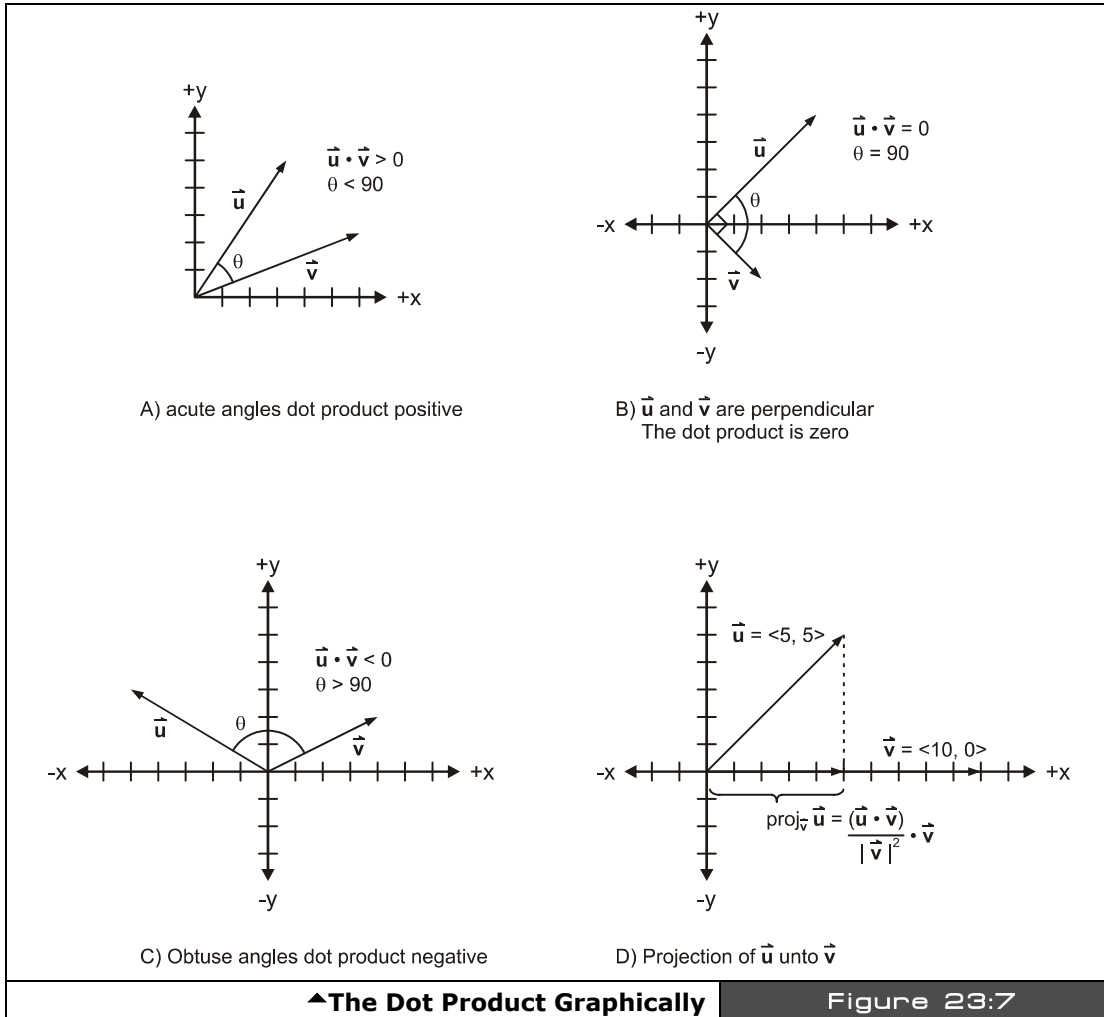 +y
u⃗ • v⃗ > 0
θ < 90
u⃗
θ
v⃗
+x
A) acute angles dot product positive
+y
u⃗ • v⃗ = 0
θ = 90
u⃗
θ
-x
+x
v⃗
-y
B) u⃗ and v⃗ are perpendicular
The dot product is zero
+y
u⃗ • v⃗ < 0
θ > 90
θ
u⃗
v⃗
-x
+x
-y
C) Obtuse angles dot product negative
+y
u⃗ = <5, 5>
v⃗ = <10, 0>
-x
+x
proj_v⃗ u⃗ = (u⃗ • v⃗) / |v⃗|² • v⃗
-y
D) Projection of u⃗ unto v⃗
▲The Dot Product Graphically
Figure 23:7